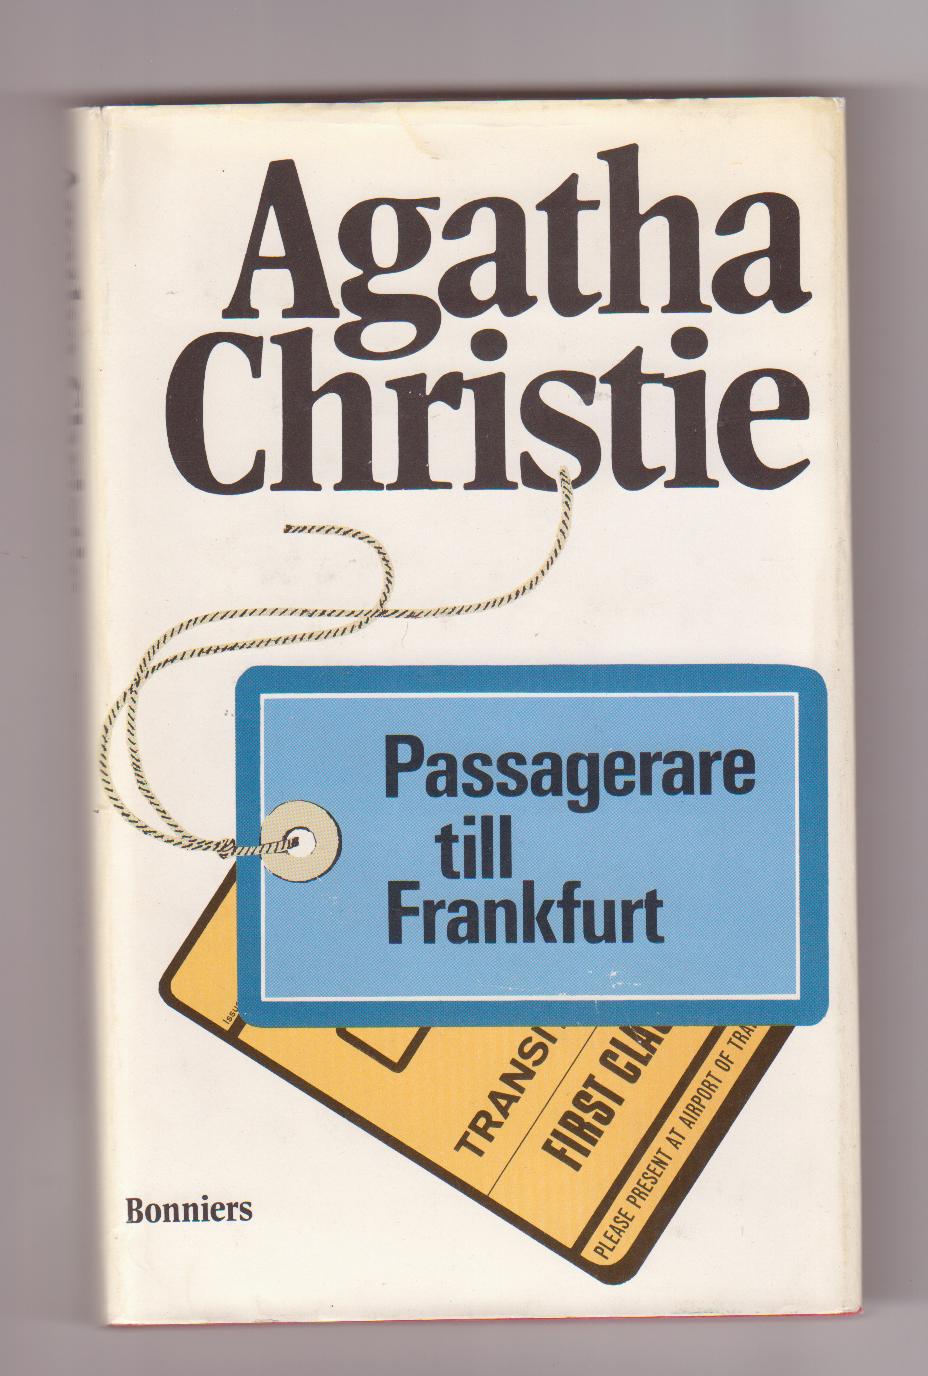 Agatha
Christie
Passagerare
till
Frankfurt
TRANSI
FIRST CLA
PLEASE PRESENT AT AIRPORT OF TRA
Bonniers